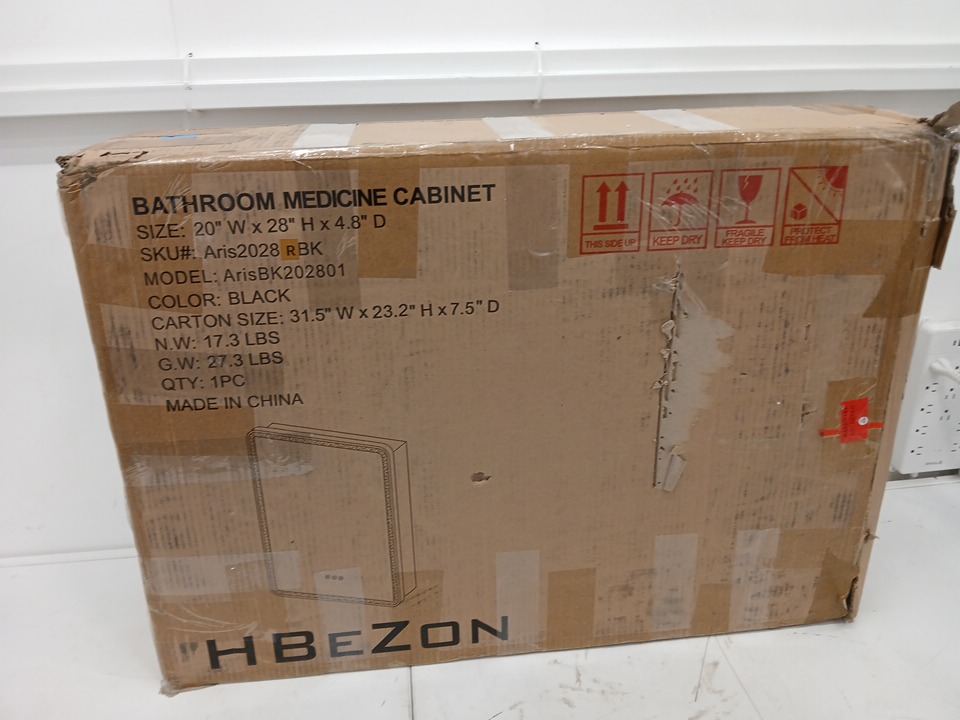 BATHROOM MEDICINE CABINET
SIZE: 20" W x 28" H x 4.8" D
SKU#: Aris2028 R BK
MODEL: ArisBK202801
COLOR: BLACK
CARTON SIZE: 31.5" W x 23.2" H x 7.5" D
N.W: 17.3 LBS
G.W: 27.3 LBS
QTY: 1PC
MADE IN CHINA
THIS SIDE UP
KEEP DRY
FRAGILE
KEEP DRY
PROTECT
FROM HEAT
HBEZON